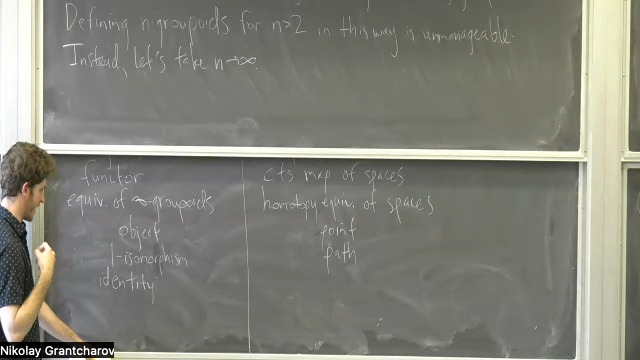 Defining n-groupoids for n>2 in this way is unmanageable.
Instead, let's take n→∞.
functor
equiv. of ∞-groupoids
object
1-isomorphism
identity
cts map of spaces
homotopy equiv. of spaces
point
path
Nikolay Grantcharov